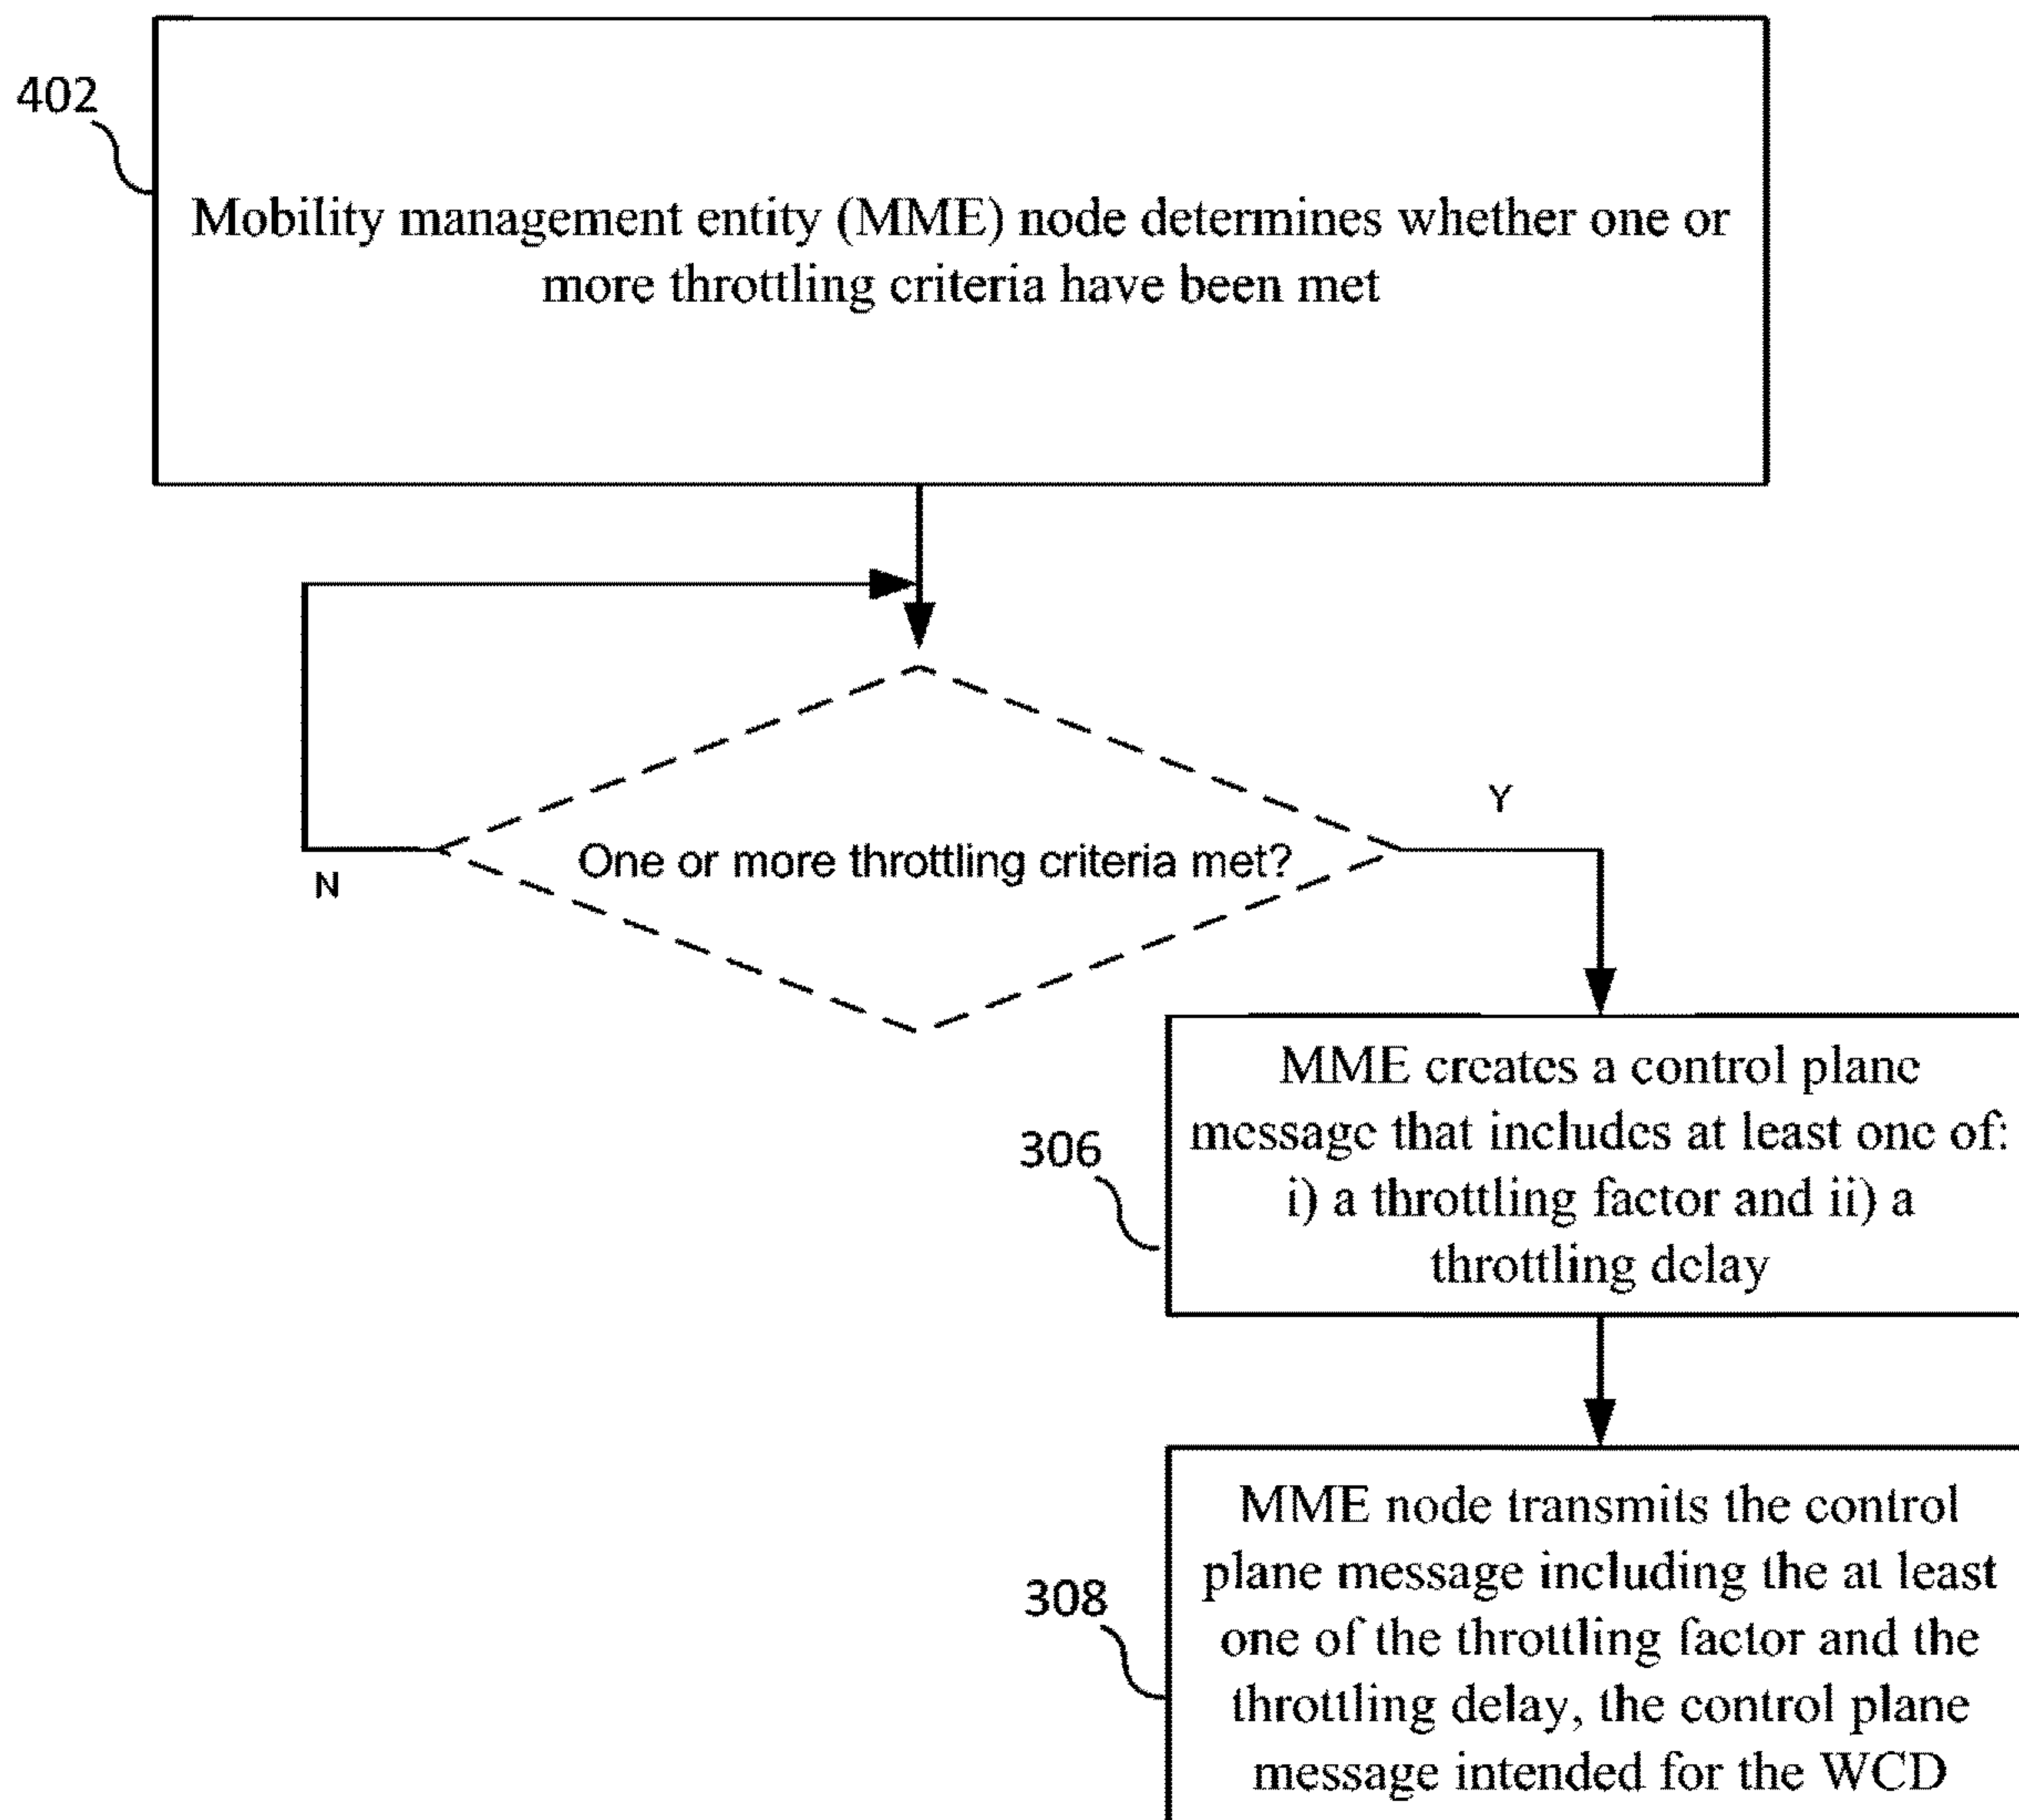 402
Mobility management entity (MME) node determines whether one or
more throttling criteria have been met
One or more throttling criteria met?
N
Y
306
MME creates a control plane
message that includes at least one of:
i) a throttling factor and ii) a
throttling delay
308
MME node transmits the control
plane message including the at least
one of the throttling factor and the
throttling delay, the control plane
message intended for the WCD